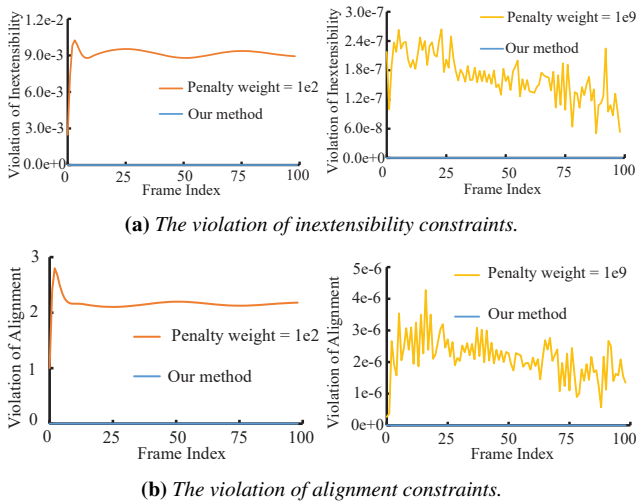 1.2e-2
9.0e-3
6.0e-3
3.0e-3
0.0e+0
Violation of Inextensibility
Penalty weight = 1e2
Our method
0
25
50
75
100
Frame Index
3.0e-7
2.4e-7
1.8e-7
1.2e-7
6.0e-8
0.0e+0
Violation of Inextensibility
Penalty weight = 1e9
Our method
0
25
50
75
100
Frame Index
(a) The violation of inextensibility constraints.
3
2
1
0
Violation of Alignment
Penalty weight = 1e2
Our method
0
25
50
75
100
Frame Index
5e-6
4e-6
3e-6
2e-6
1e-6
0e+0
Violation of Alignment
Penalty weight = 1e9
Our method
0
25
50
75
100
Frame Index
(b) The violation of alignment constraints.